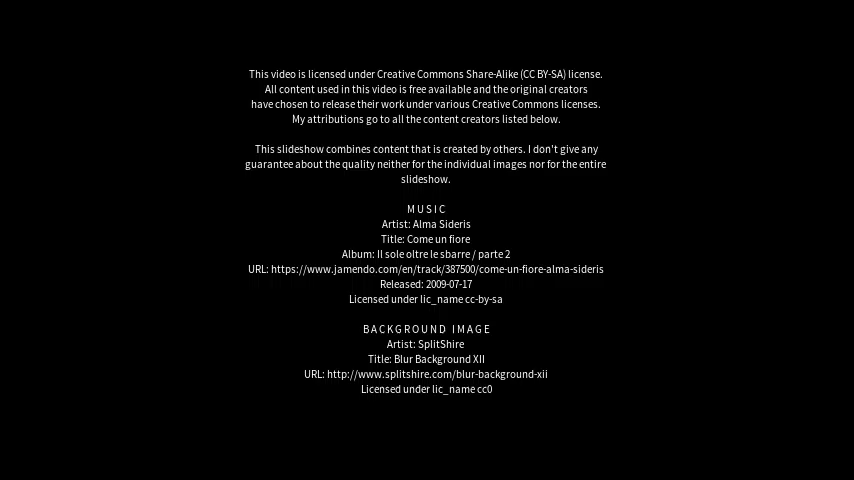 This video is licensed under Creative Commons Share-Alike (CC BY-SA) license.
All content used in this video is free available and the original creators
have chosen to release their work under various Creative Commons licenses.
My attributions go to all the content creators listed below.
This slideshow combines content that is created by others. I don't give any
guarantee about the quality neither for the individual images nor for the entire
slideshow.
MUSIC
Artist: Alma Sideris
Title: Come un fiore
Album: Il sole oltre le sbarre / parte 2
URL: https://www.jamendo.com/en/track/387500/come-un-fiore-alma-sideris
Released: 2009-07-17
Licensed under lic_name cc-by-sa
BACKGROUND IMAGE
Artist: SplitShire
Title: Blur Background XII
URL: http://www.splitshire.com/blur-background-xii
Licensed under lic_name cc0